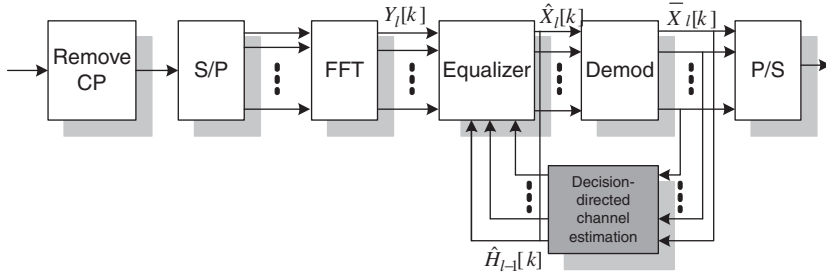 Y_l[k]
X̂_l[k]
X̄_l[k]
Remove
CP
S/P
FFT
Equalizer
Demod
P/S
Decision-
directed
channel
estimation
Ĥ_{l−1}[k]